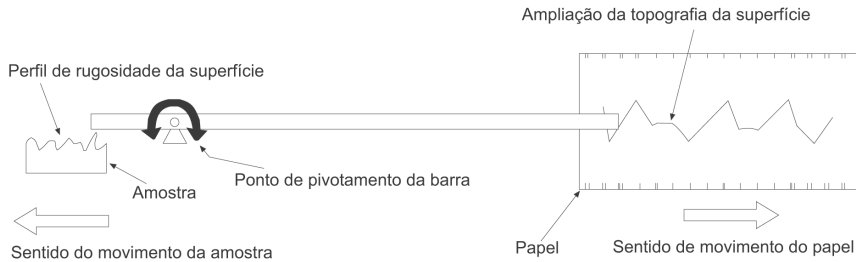 Ampliação da topografia da superfície
Perfil de rugosidade da superfície
Amostra
Ponto de pivotamento da barra
Sentido do movimento da amostra
Papel
Sentido de movimento do papel